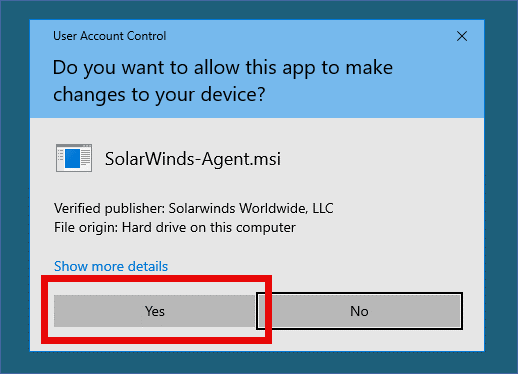 User Account Control
Do you want to allow this app to make
changes to your device?
SolarWinds-Agent.msi
Verified publisher: Solarwinds Worldwide, LLC
File origin: Hard drive on this computer
Show more details
Yes
No